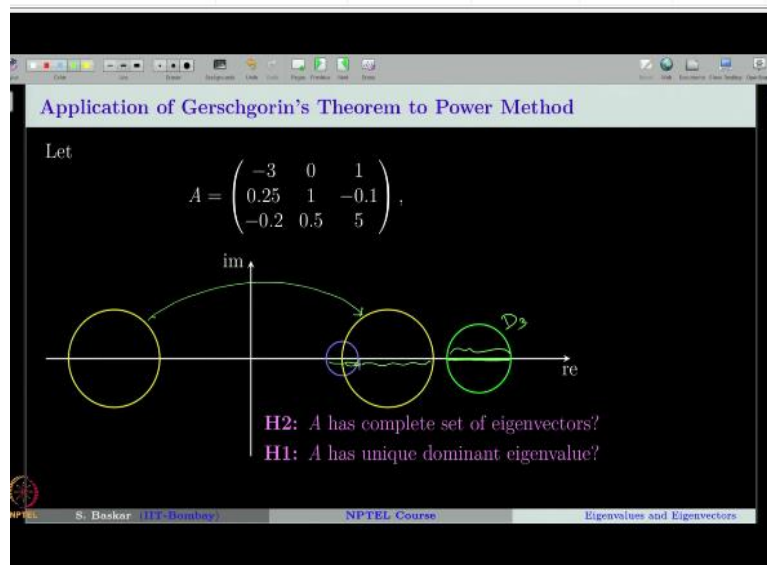 Application of Gerschgorin's Theorem to Power Method
Let
A = ( −3 0 1
0.25 1 −0.1
−0.2 0.5 5 ) ,
im
D₃
re
H2: A has complete set of eigenvectors?
H1: A has unique dominant eigenvalue?
NPTEL
S. Baskar (IIT-Bombay) NPTEL Course Eigenvalues and Eigenvectors